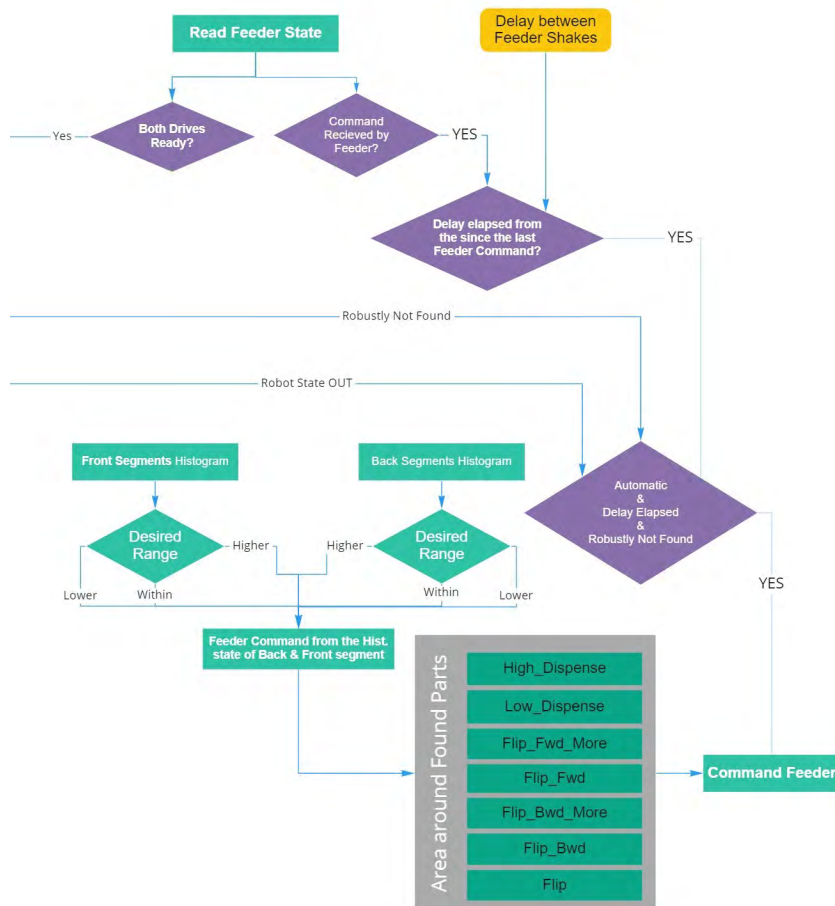 Read Feeder State
Delay between
Feeder Shakes
Yes
Both Drives
Ready?
Command
Recieved by
Feeder?
YES
Delay elapsed from
the since the last
Feeder Command?
YES
Robustly Not Found
Robot State OUT
Front Segments Histogram
Back Segments Histogram
Automatic
&
Delay Elapsed
&
Robustly Not Found
Desired
Range
Higher
Higher
Desired
Range
Lower
Within
Within
Lower
YES
Feeder Command from the Hist.
state of Back & Front segment
Area around Found Parts
High_Dispense
Low_Dispense
Flip_Fwd_More
Flip_Fwd
Flip_Bwd_More
Flip_Bwd
Flip
Command Feeder